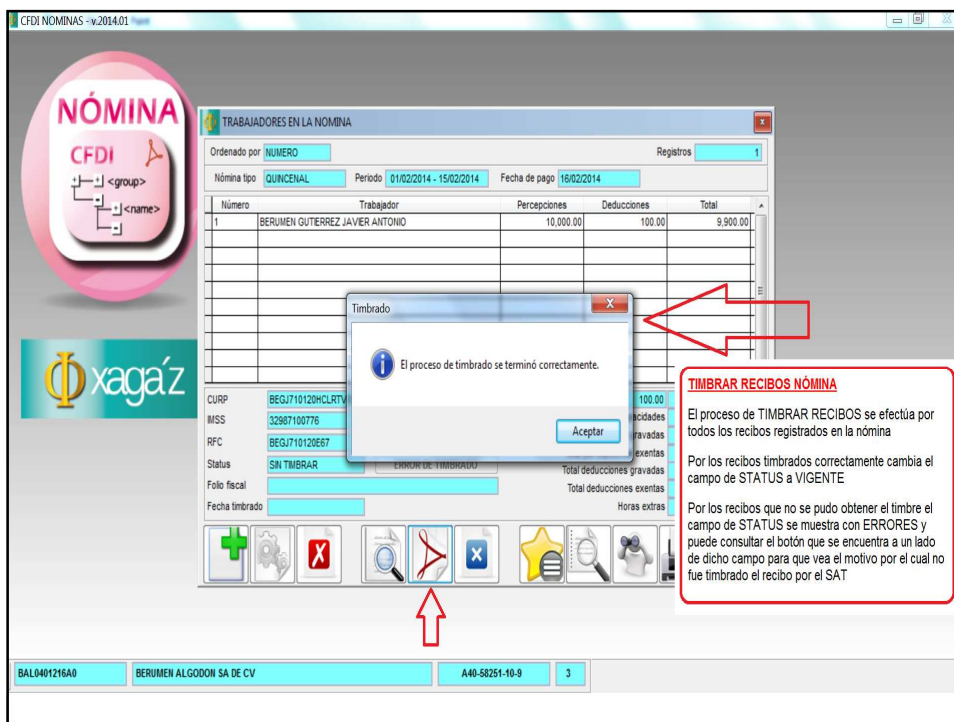 CFDI NOMINAS - v.2014.01
NÓMINA
CFDI
<group>
<name>
xagáz
TRABAJADORES EN LA NOMINA
Ordenado por NUMERO Registros 1
Nómina tipo QUINCENAL Periodo 01/02/2014 - 15/02/2014 Fecha de pago 16/02/2014
Número Trabajador Percepciones Deducciones Total
1 BERUMEN GUTIERREZ JAVIER ANTONIO 10,000.00 100.00 9,900.00
Timbrado
El proceso de timbrado se terminó correctamente.
Aceptar
CURP BEGJ710120HCLRTV 100.00
IMSS 32987100776 acidades
RFC BEGJ710120E67 ravadas
exentas
Status SIN TIMBRAR ERROR DE TIMBRADO Total deducciones gravadas
Folio fiscal Total deducciones exentas
Fecha timbrado Horas extras
TIMBRAR RECIBOS NÓMINA
El proceso de TIMBRAR RECIBOS se efectúa por
todos los recibos registrados en la nómina
Por los recibos timbrados correctamente cambia el
campo de STATUS a VIGENTE
Por los recibos que no se pudo obtener el timbre el
campo de STATUS se muestra con ERRORES y
puede consultar el botón que se encuentra a un lado
de dicho campo para que vea el motivo por el cual no
fue timbrado el recibo por el SAT
BAL0401216A0 BERUMEN ALGODON SA DE CV A40-58251-10-9 3